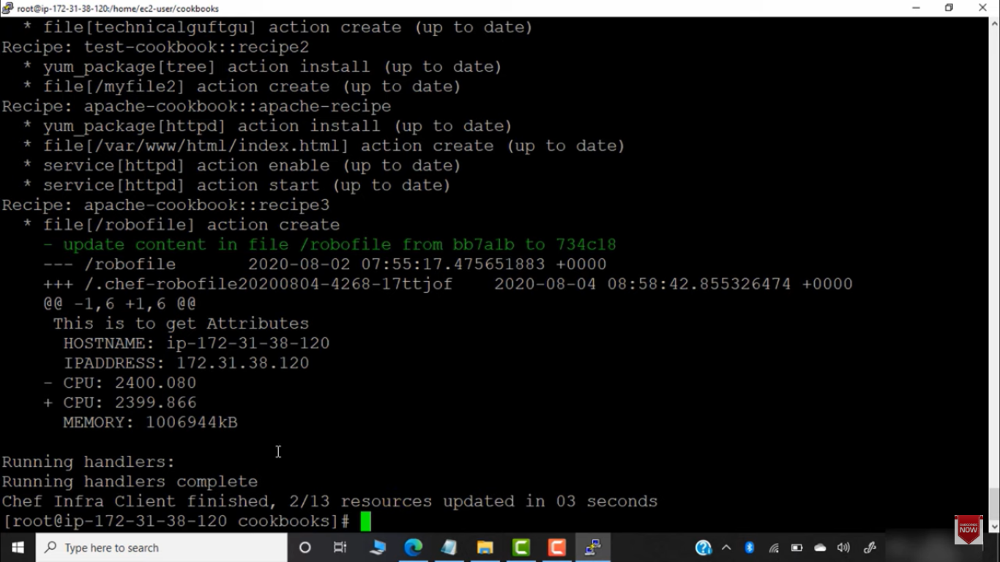 root@ip-172-31-38-120:/home/ec2-user/cookbooks
* file[technicalguftgu] action create (up to date)
Recipe: test-cookbook::recipe2
* yum_package[tree] action install (up to date)
* file[/myfile2] action create (up to date)
Recipe: apache-cookbook::apache-recipe
* yum_package[httpd] action install (up to date)
* file[/var/www/html/index.html] action create (up to date)
* service[httpd] action enable (up to date)
* service[httpd] action start (up to date)
Recipe: apache-cookbook::recipe3
* file[/robofile] action create
- update content in file /robofile from bb7a1b to 734c18
--- /robofile 2020-08-02 07:55:17.475651883 +0000
+++ /.chef-robofile20200804-4268-17ttjof 2020-08-04 08:58:42.855326474 +0000
@@ -1,6 +1,6 @@
This is to get Attributes
HOSTNAME: ip-172-31-38-120
IPADDRESS: 172.31.38.120
- CPU: 2400.080
+ CPU: 2399.866
MEMORY: 1006944kB
Running handlers:
Running handlers complete
Chef Infra Client finished, 2/13 resources updated in 03 seconds
[root@ip-172-31-38-120 cookbooks]#
SUBSCRIBE
NOW
Type here to search